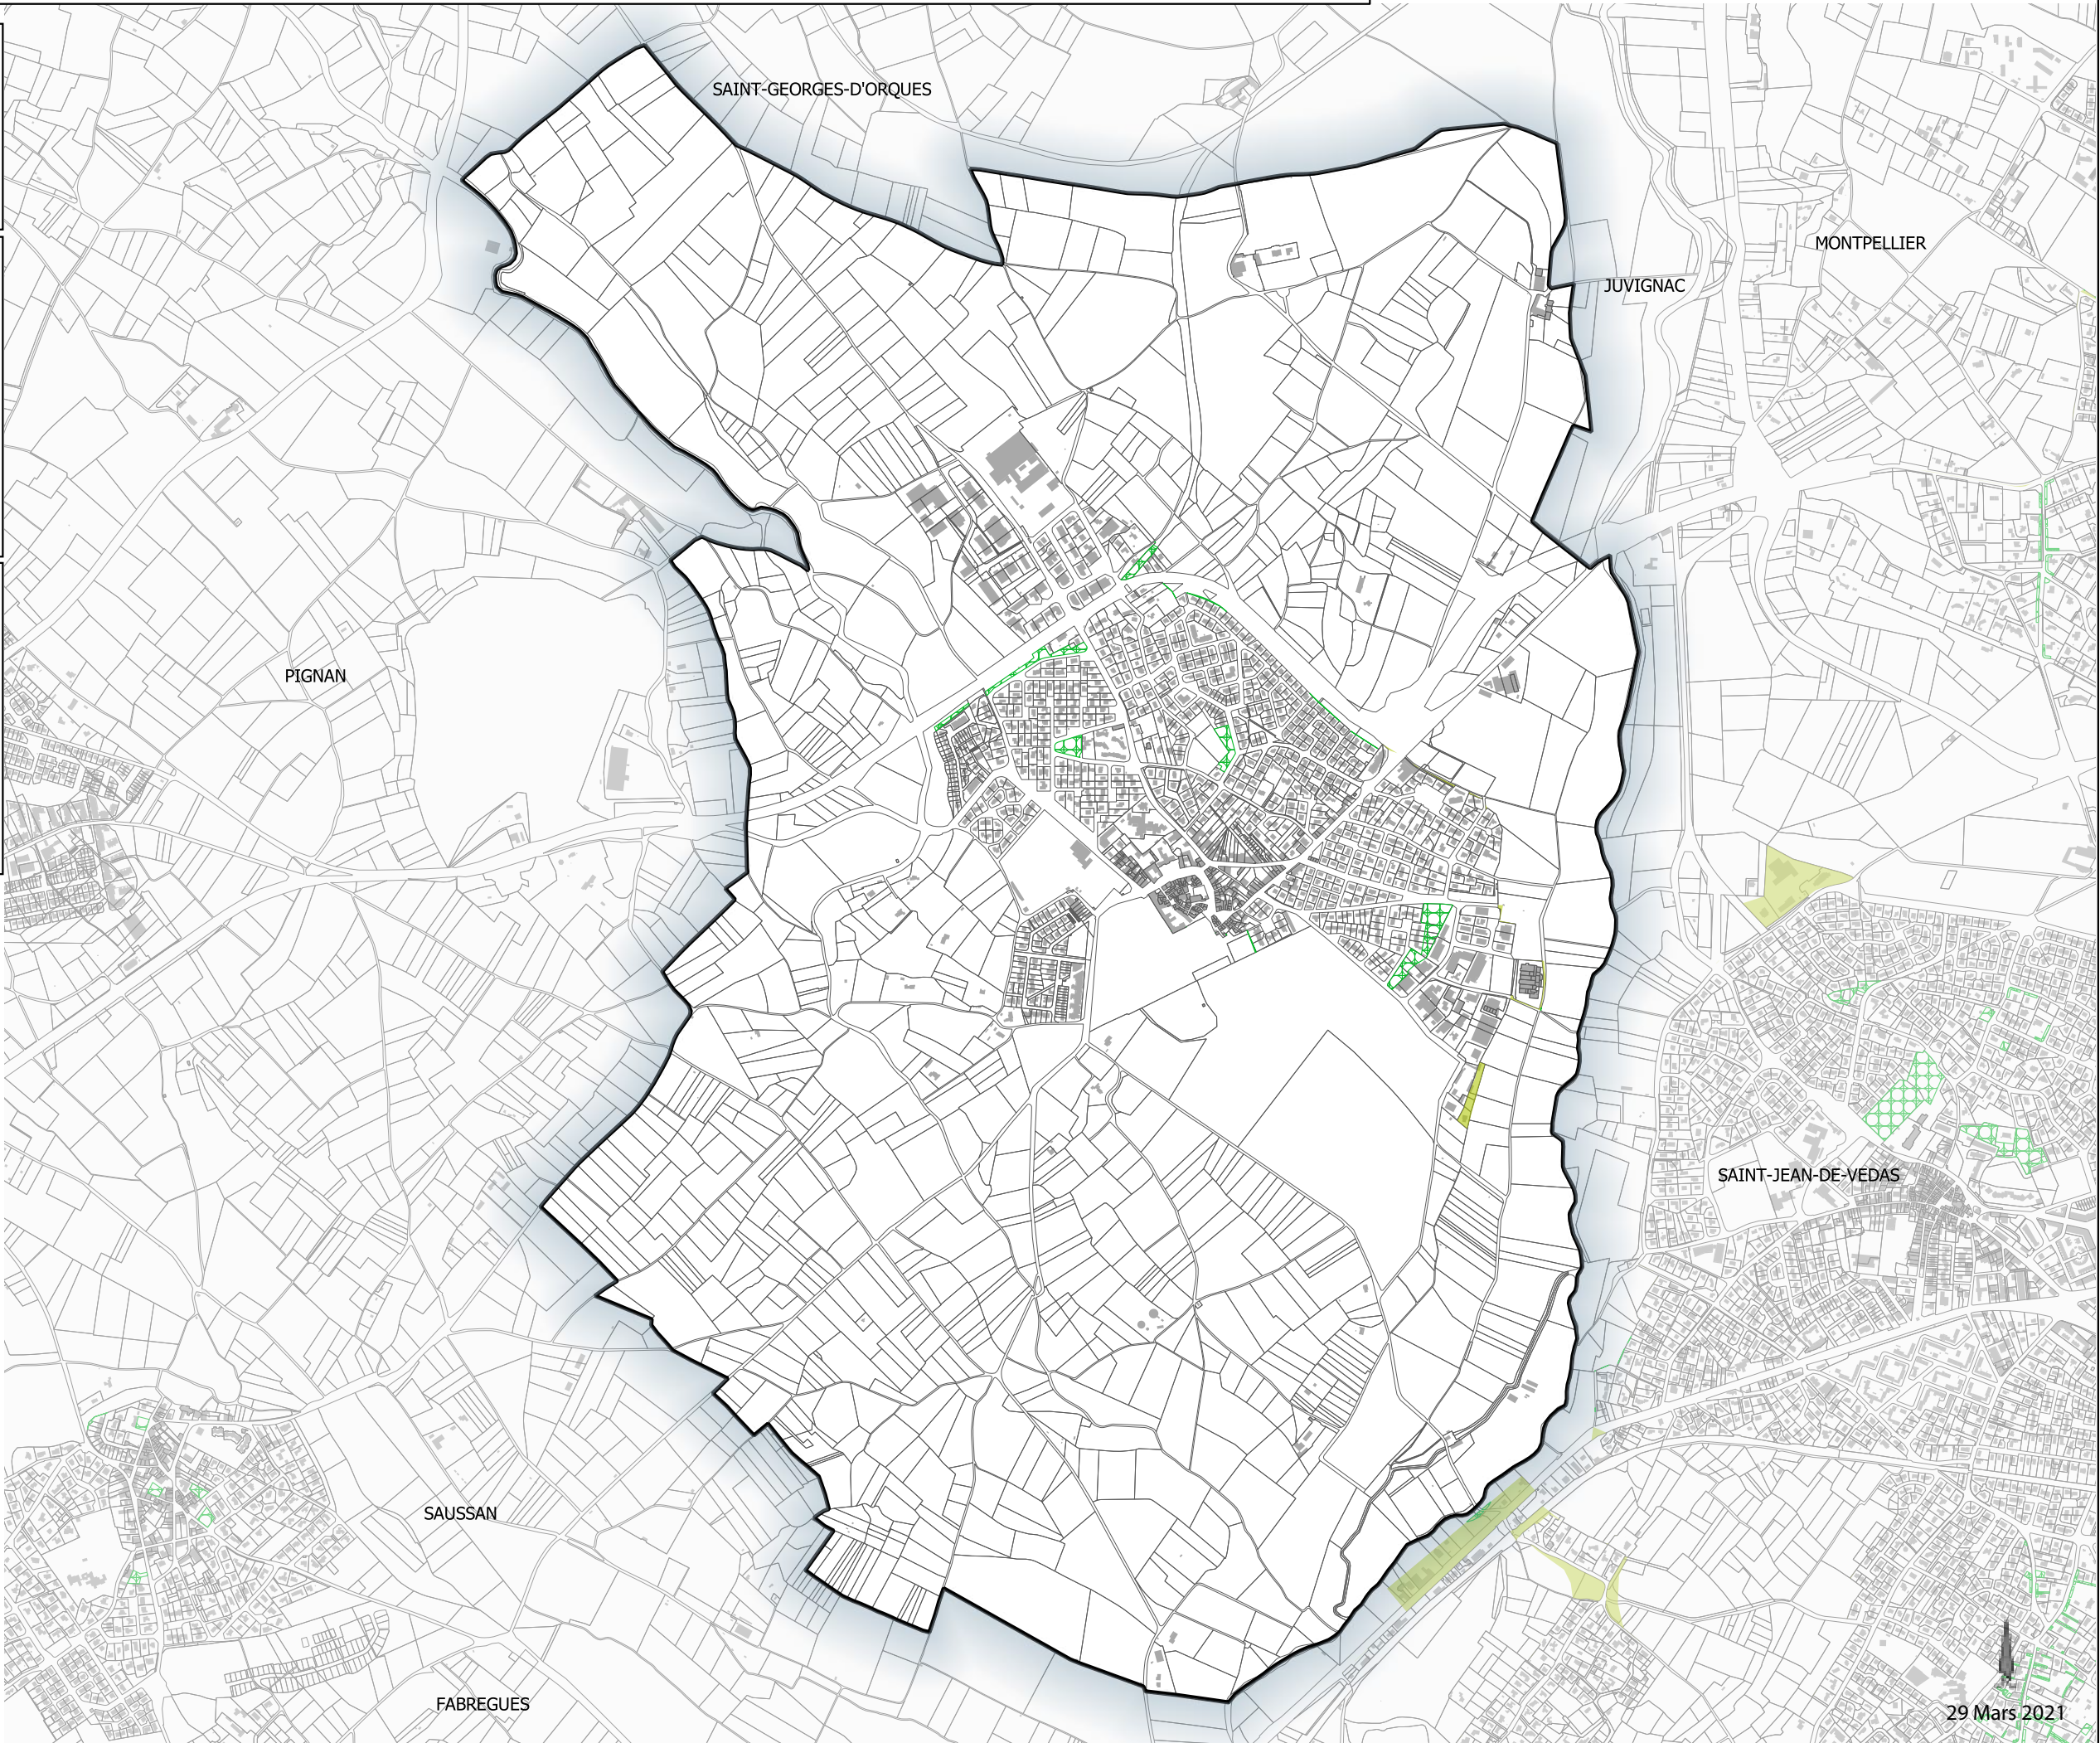 SAINT-GEORGES-D'ORQUES
MONTPELLIER
JUVIGNAC
PIGNAN
SAINT-JEAN-DE-VEDAS
SAUSSAN
FABREGUES
29 Mars 2021